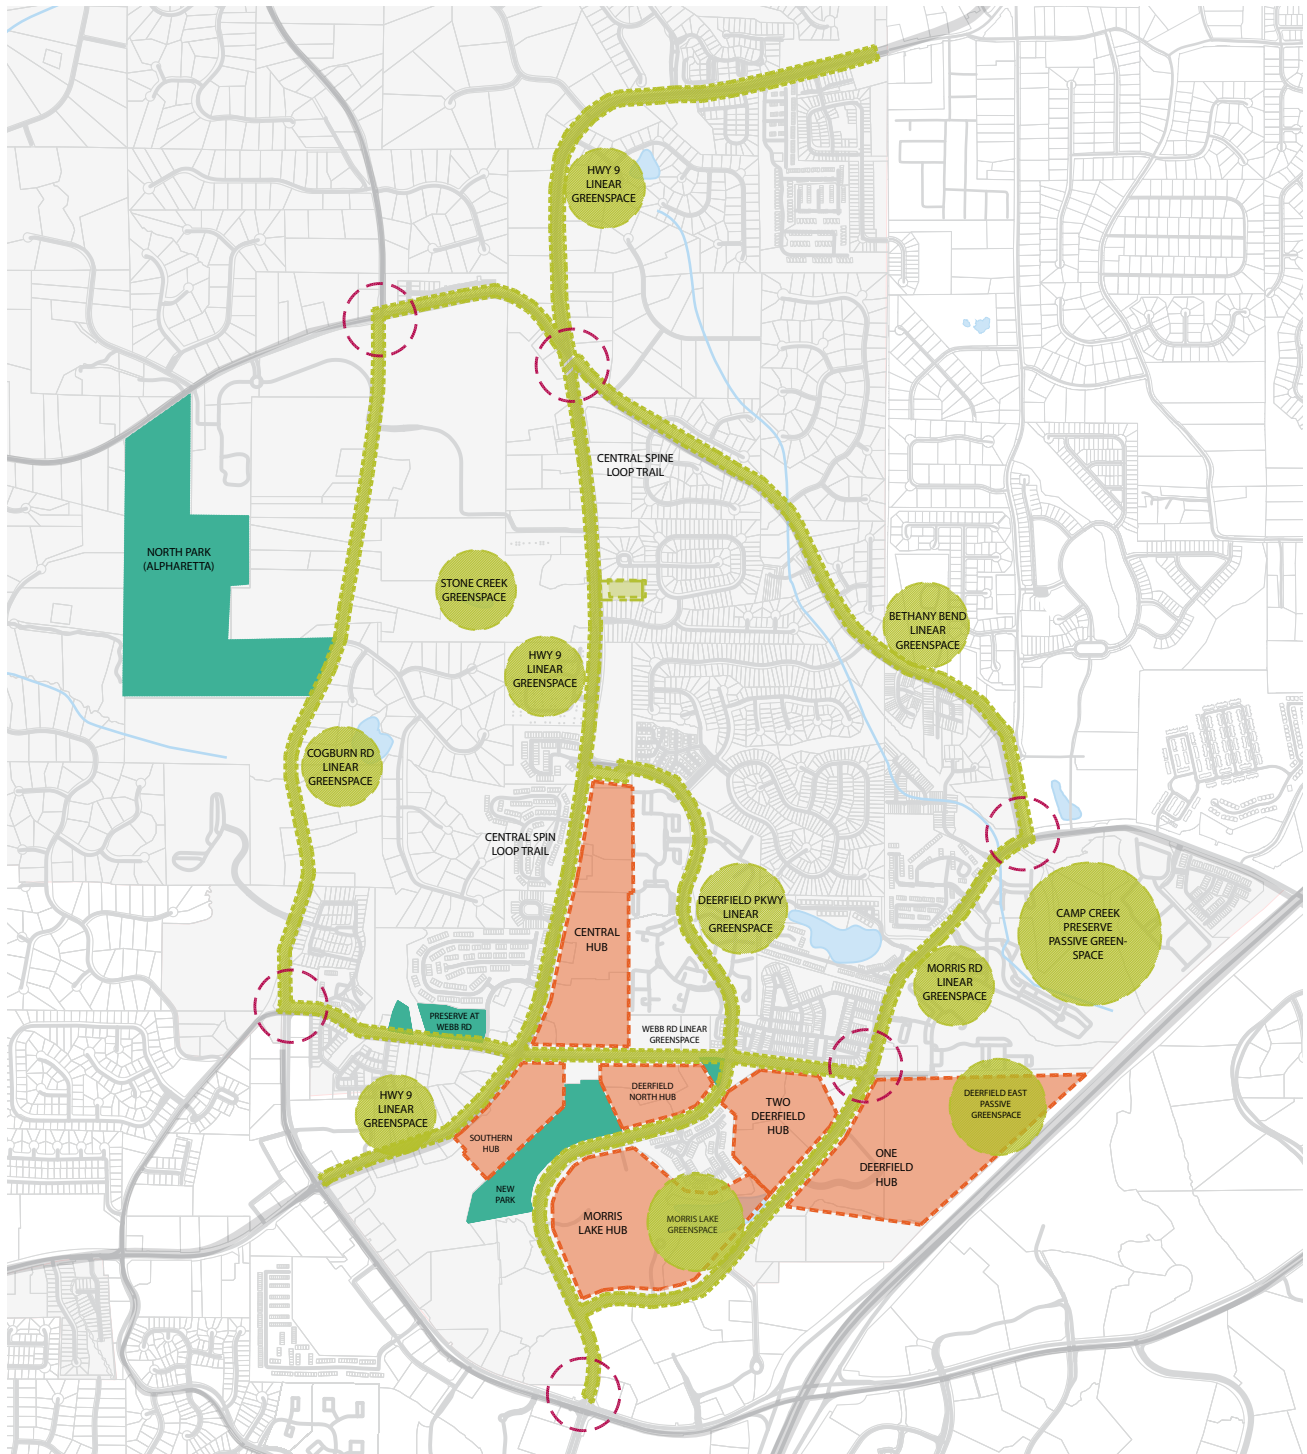 HWY 9
LINEAR
GREENSPACE
CENTRAL SPINE
LOOP TRAIL
NORTH PARK
(ALPHARETTA)
STONE CREEK
GREENSPACE
BETHANY BEND
LINEAR
GREENSPACE
HWY 9
LINEAR
GREENSPACE
COGBURN RD
LINEAR
GREENSPACE
CENTRAL SPIN
LOOP TRAIL
DEERFIELD PKWY
LINEAR
GREENSPACE
CAMP CREEK
PRESERVE
PASSIVE GREEN-
SPACE
CENTRAL
HUB
MORRIS RD
LINEAR
GREENSPACE
PRESERVE AT
WEBB RD
WEBB RD LINEAR
GREENSPACE
DEERFIELD
NORTH HUB
DEERFIELD EAST
PASSIVE
GREENSPACE
HWY 9
LINEAR
GREENSPACE
TWO
DEERFIELD
HUB
SOUTHERN
HUB
ONE
DEERFIELD
HUB
NEW
PARK
MORRIS
LAKE HUB
MORRIS LAKE
GREENSPACE